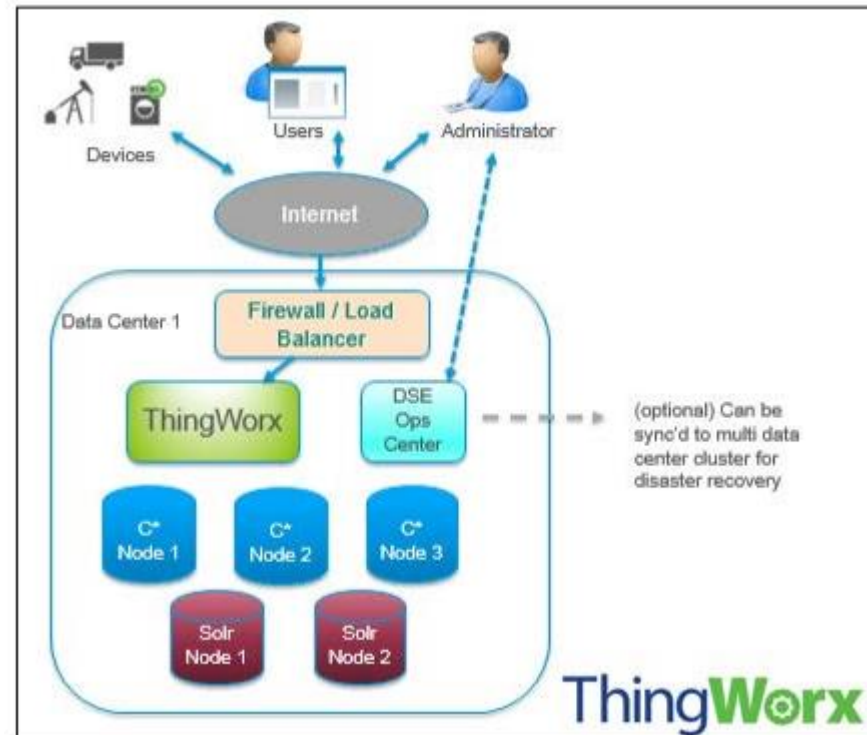 Devices
Users
Administrator
Internet
Data Center 1
Firewall / Load
Balancer
ThingWorx
DSE
Ops
Center
(optional) Can be
sync'd to multi data
center cluster for
disaster recovery
C*
Node 1
C*
Node 2
C*
Node 3
Solr
Node 1
Solr
Node 2
ThingWorx